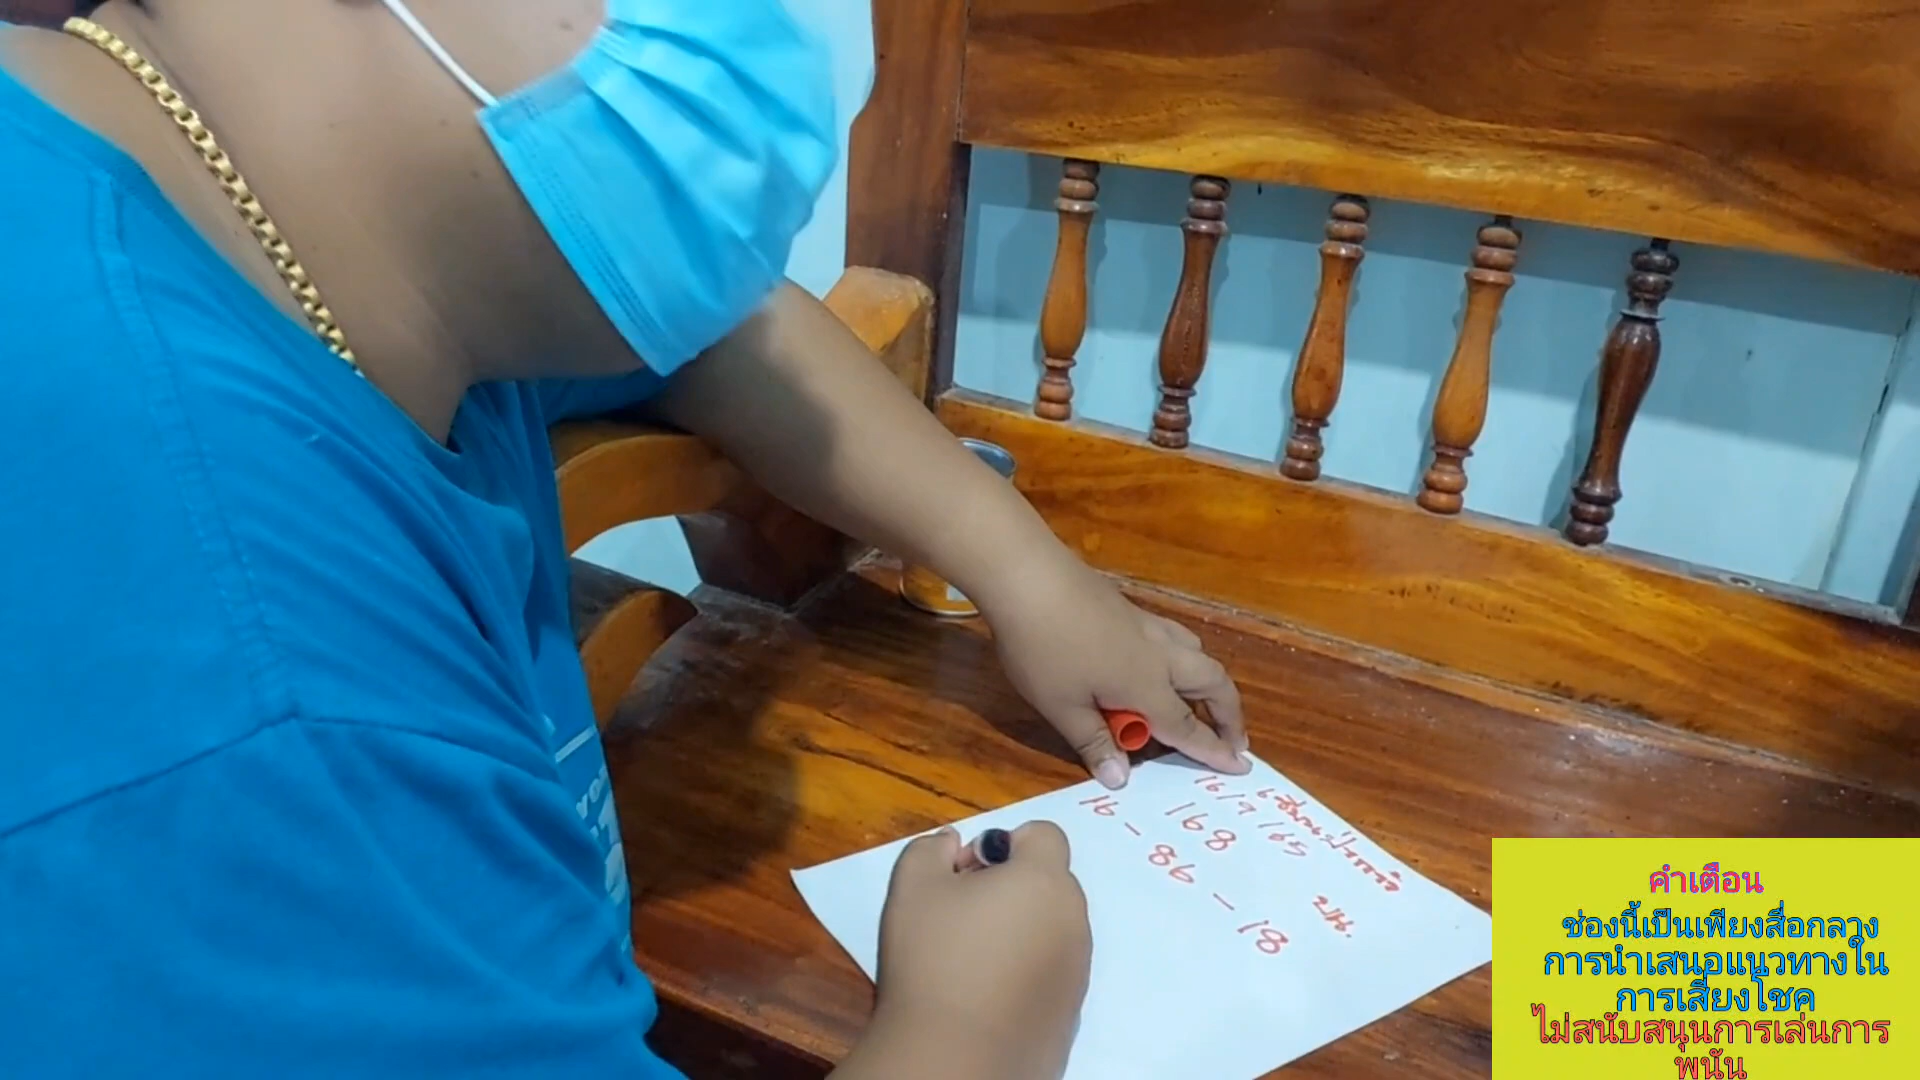 16/9/65
168
16 - 86 - 18
บน.
คำเตือน
ช่องนี้เป็นเพียงสื่อกลาง
การนำเสนอแนวทางใน
การเสี่ยงโชค
ไม่สนับสนุนการเล่นการ
พนัน